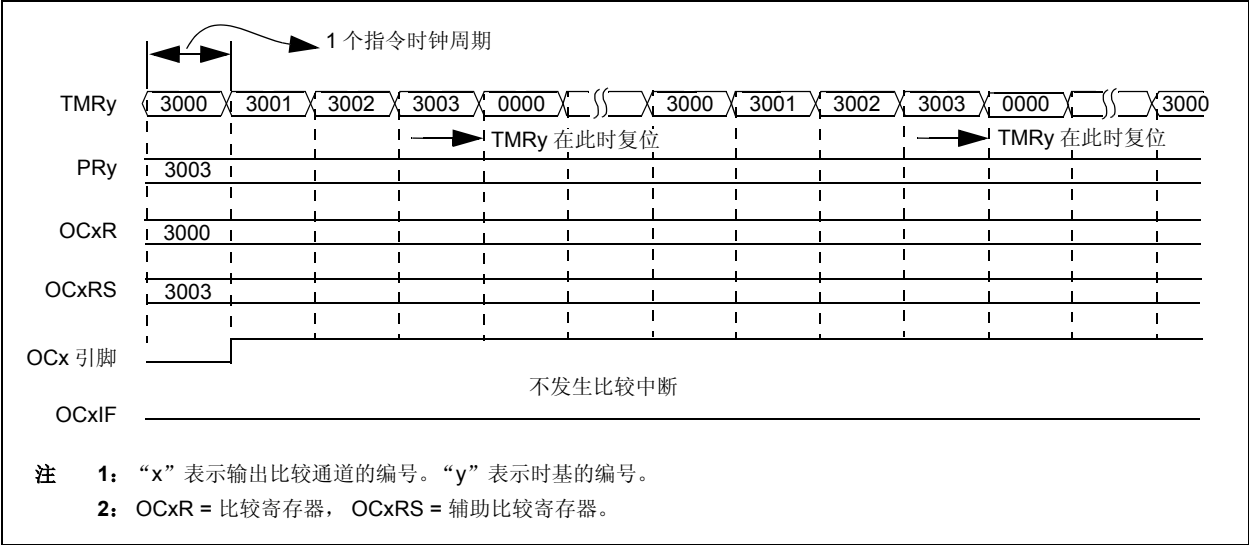 1 个指令时钟周期
TMRy 3000 3001 3002 3003 0000 3000 3001 3002 3003 0000 3000
TMRy 在此时复位 TMRy 在此时复位
PRy 3003
OCxR 3000
OCxRS 3003
OCx 引脚
不发生比较中断
OCxIF
注 1： “x”表示输出比较通道的编号。“y”表示时基的编号。
2： OCxR = 比较寄存器， OCxRS = 辅助比较寄存器。